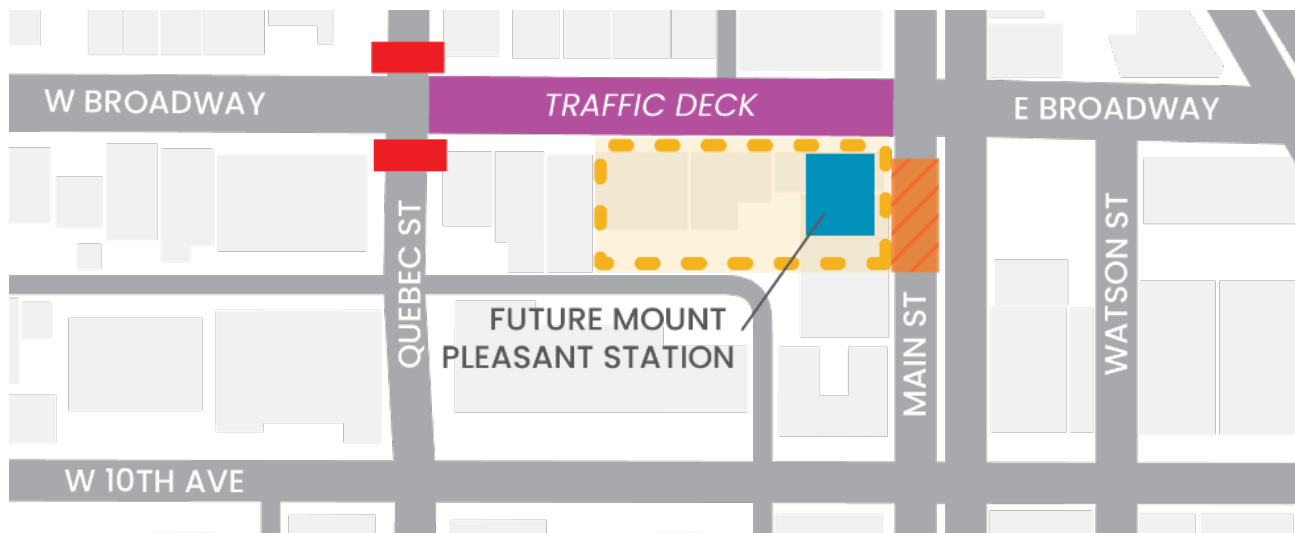 W BROADWAY
TRAFFIC DECK
E BROADWAY
QUEBEC ST
FUTURE MOUNT
PLEASANT STATION
MAIN ST
WATSON ST
W 10TH AVE